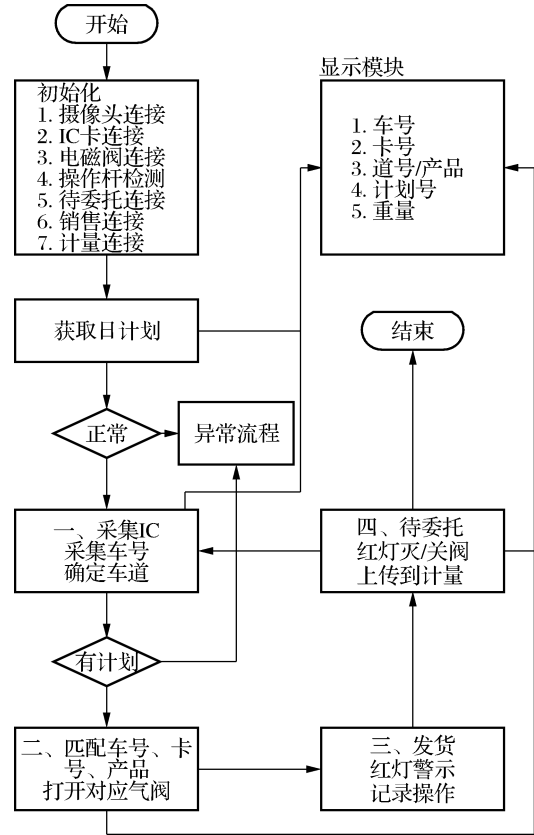 开始
初始化
1. 摄像头连接
2. IC卡连接
3. 电磁阀连接
4. 操作杆检测
5. 待委托连接
6. 销售连接
7. 计量连接
显示模块
1. 车号
2. 卡号
3. 道号/产品
4. 计划号
5. 重量
获取日计划
结束
正常
异常流程
一、采集IC
采集车号
确定车道
四、待委托
红灯灭/关阀
上传到计量
有计划
二、匹配车号、卡
号、产品
打开对应气阀
三、发货
红灯警示
记录操作